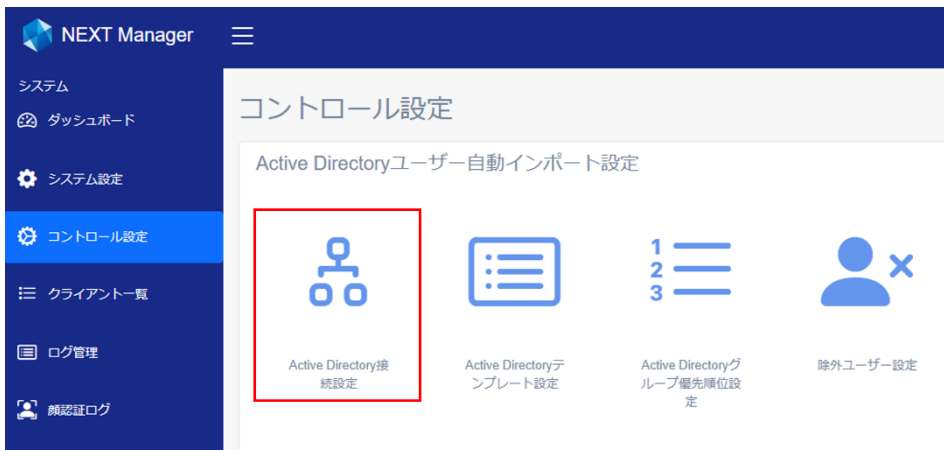 NEXT Manager
システム
ダッシュボード
システム設定
コントロール設定
クライアント一覧
ログ管理
顔認証ログ
コントロール設定
Active Directoryユーザー自動インポート設定
1
2
3
Active Directory接
続設定
Active Directoryテ
ンプレート設定
Active Directoryグ
ループ優先順位設
定
除外ユーザー設定